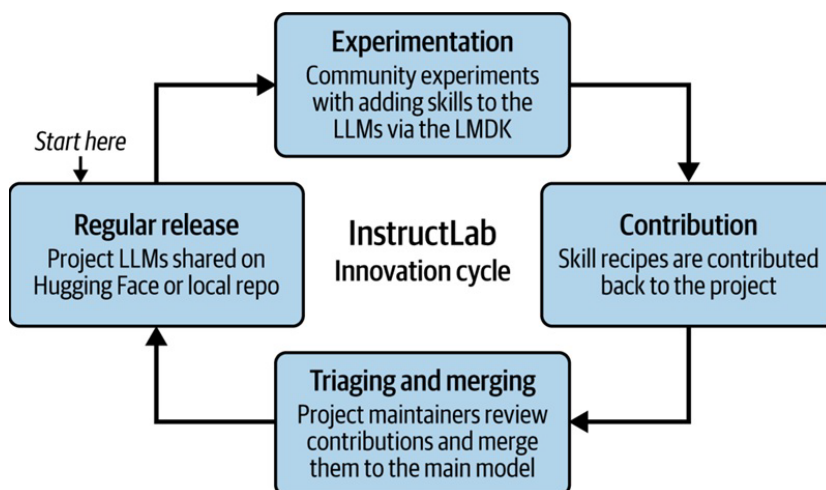 Experimentation
Community experiments
with adding skills to the
LLMs via the LMDK
Start here
Regular release
Project LLMs shared on
Hugging Face or local repo
InstructLab
Innovation cycle
Contribution
Skill recipes are contributed
back to the project
Triaging and merging
Project maintainers review
contributions and merge
them to the main model